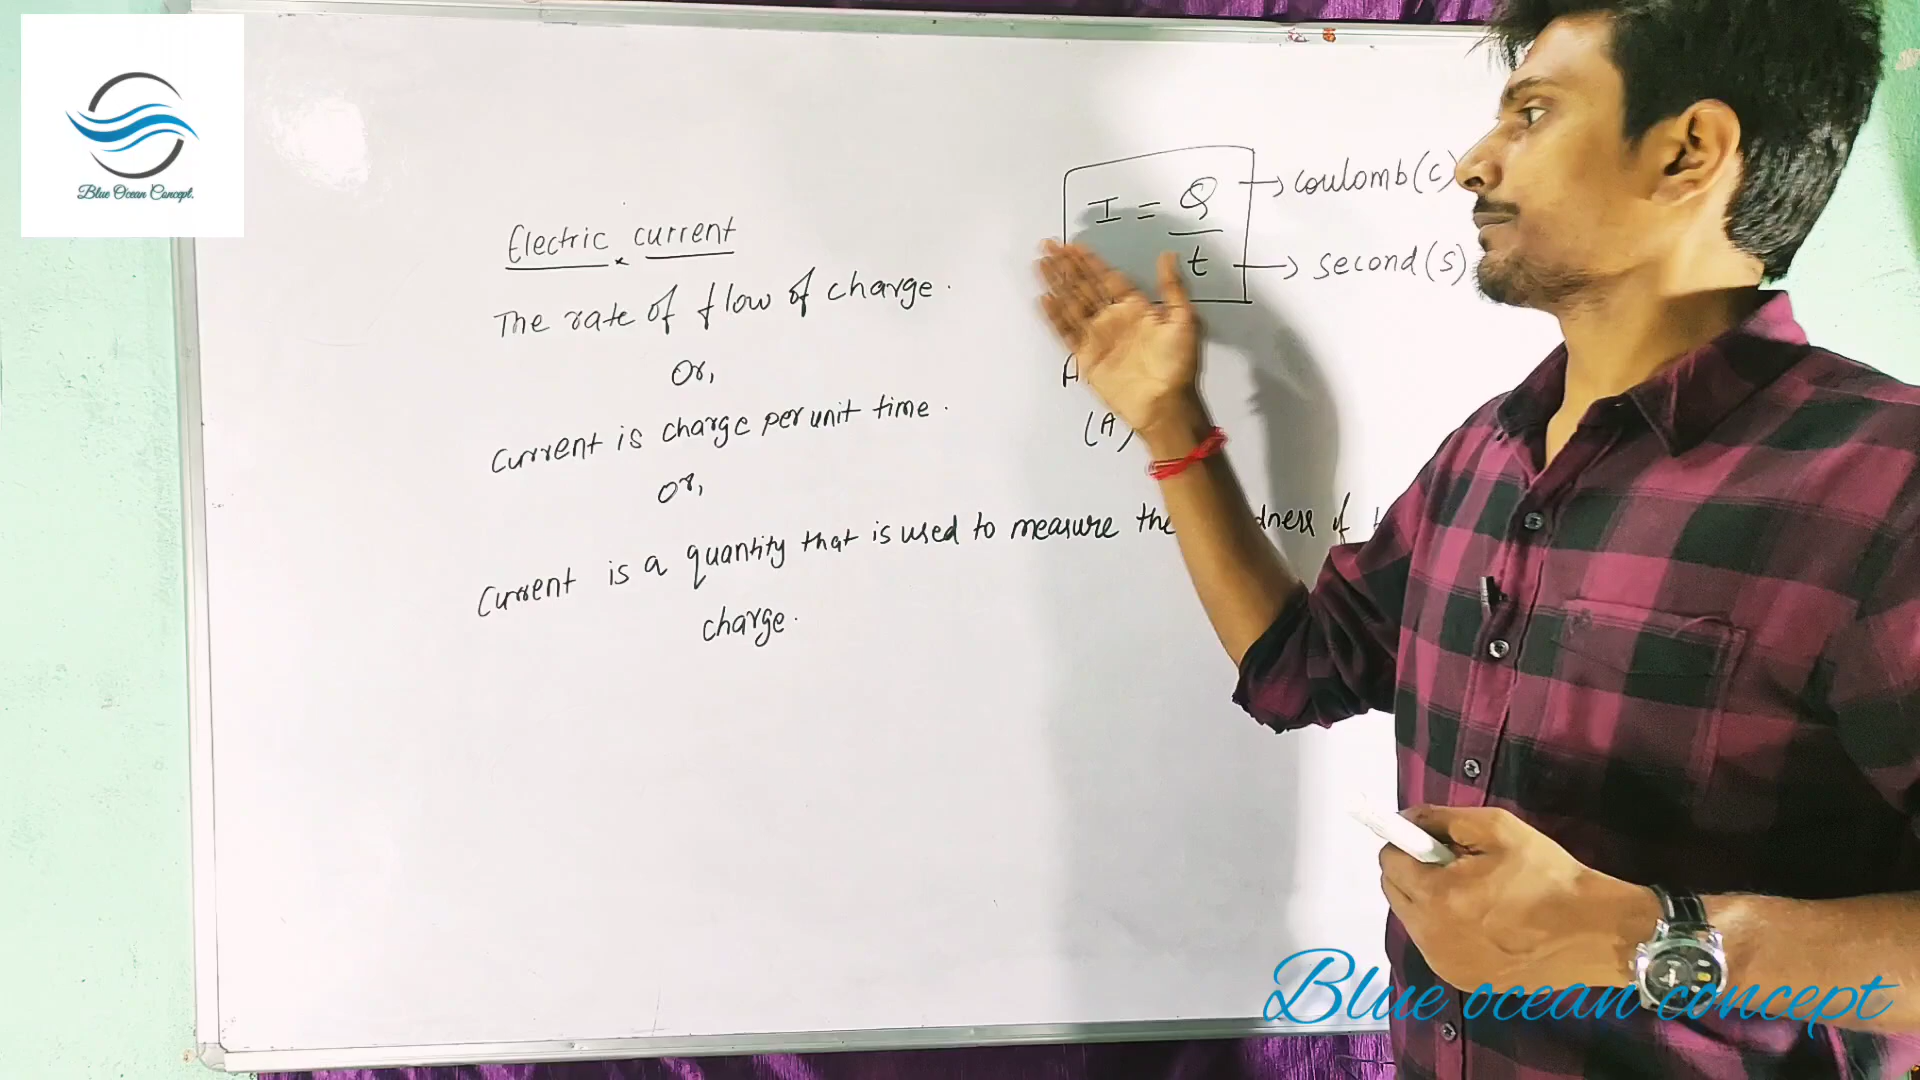 Blue Ocean Concept.
Electric current
The rate of flow of charge.
Or,
Current is charge per unit time.
or,
Current is a quantity that is used to measure the of
charge.
I = Q
t
→ coulomb(c)
→ second(s)
(A)
Blue ocean concept